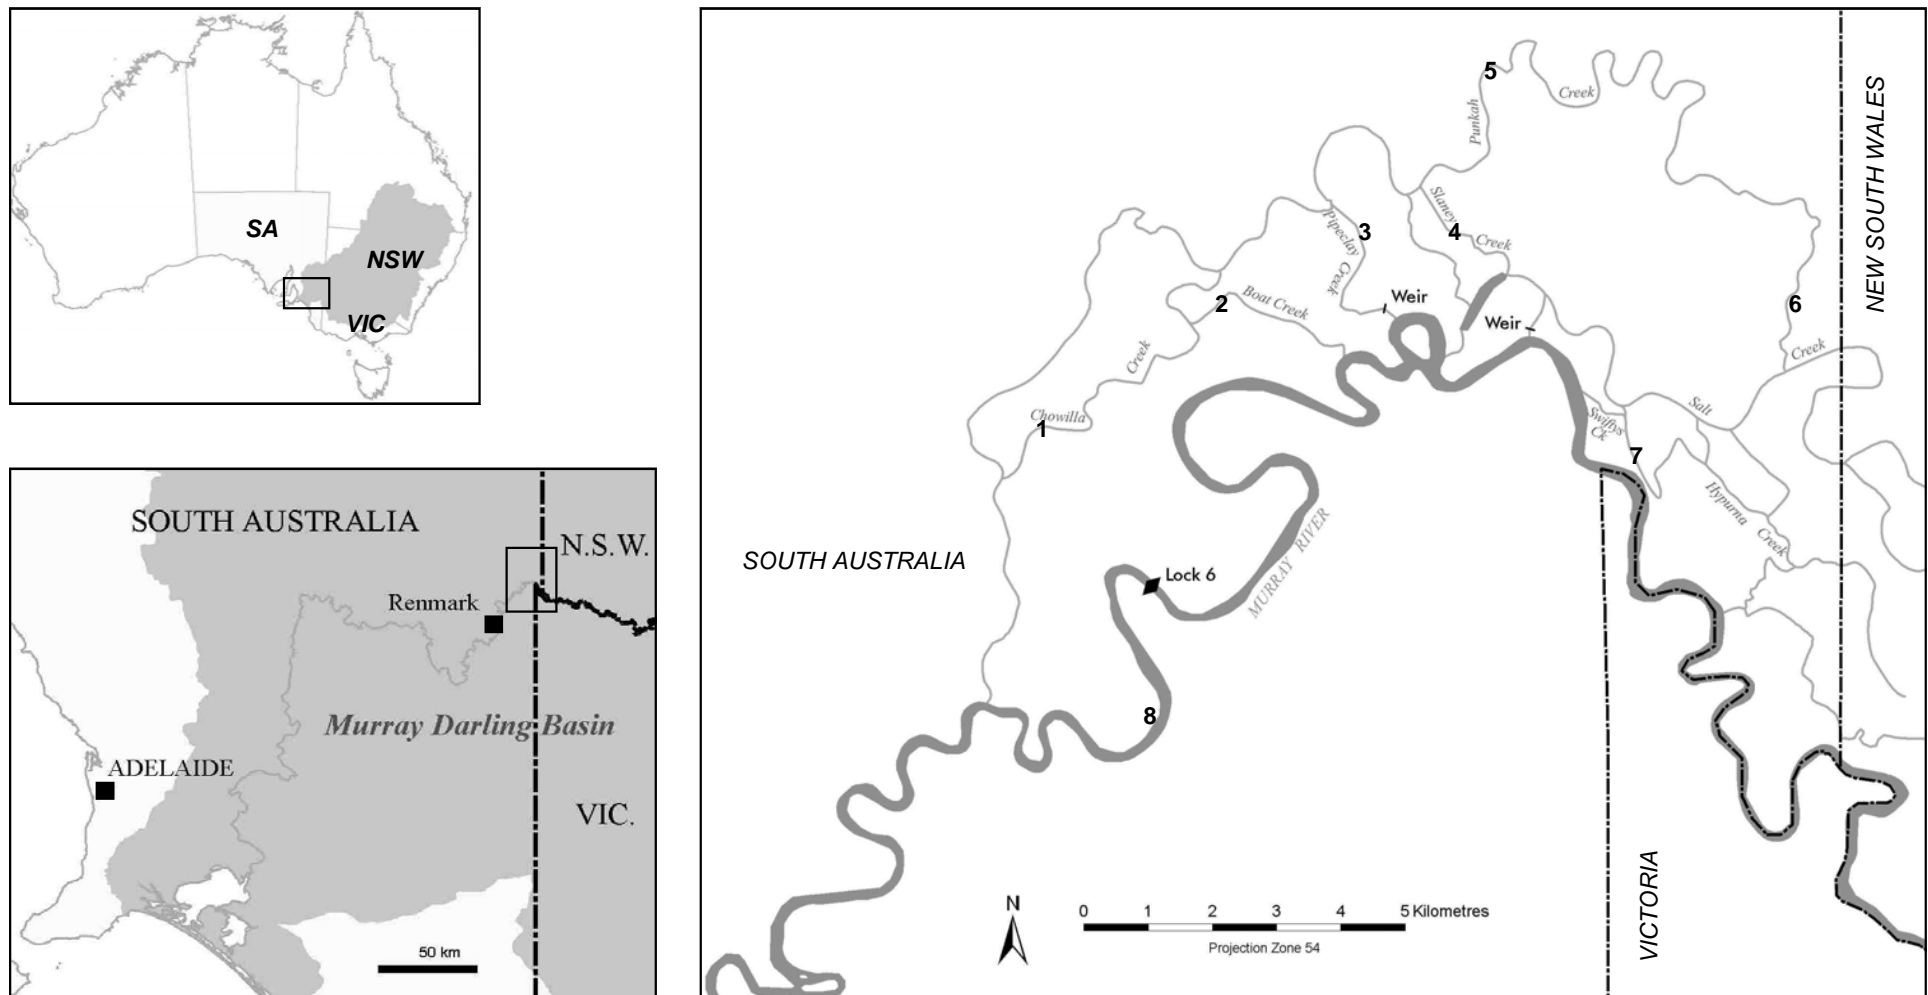 SA
NSW
VIC
SOUTH AUSTRALIA
N.S.W.
Renmark
Murray Darling Basin
ADELAIDE
VIC.
50 km
5
Creek
Punkah
NEW SOUTH WALES
Slaney
Creek
4
3
Pipeclay
Creek
2
Boat Creek
Weir
Weir
6
Creek
Creek
Chowilla
1
Salt
Swiftys
Ck
7
Hypurna
Creek
MURRAY RIVER
SOUTH AUSTRALIA
Lock 6
8
VICTORIA
N
0 1 2 3 4 5 Kilometres
Projection Zone 54